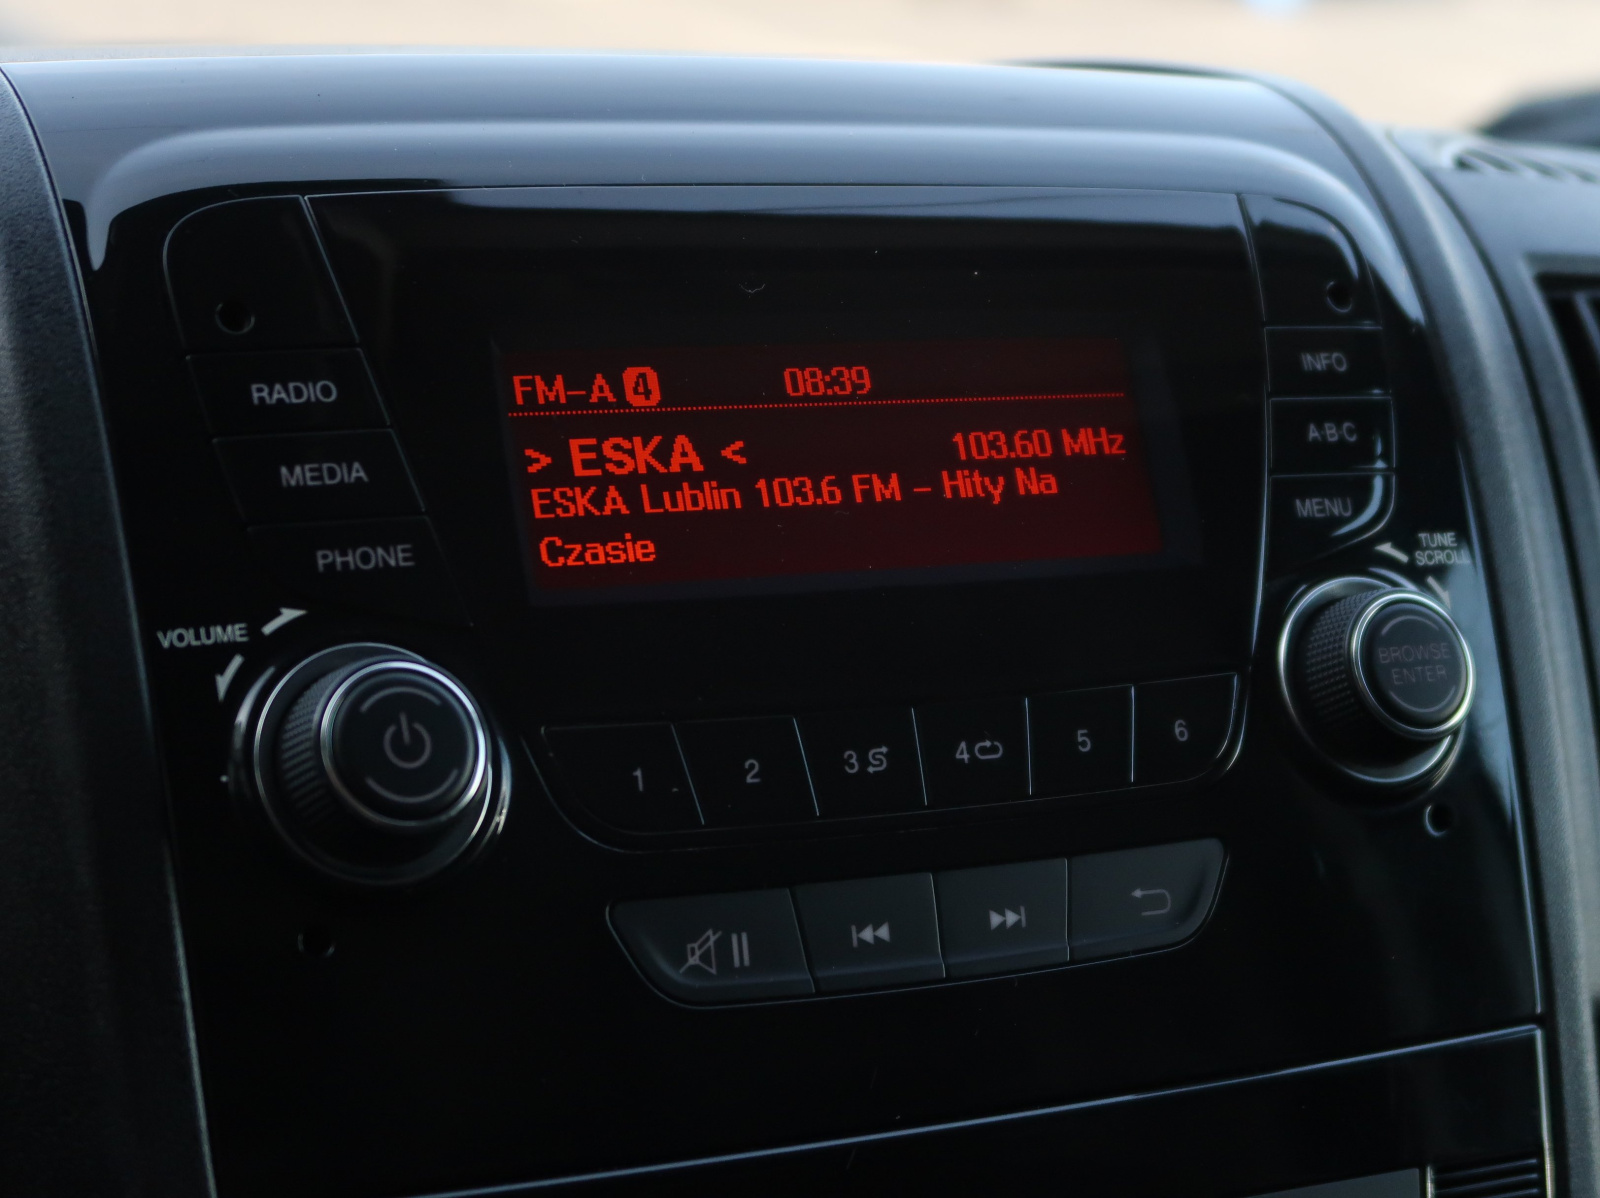 FM-A 4 08:39
> ESKA < 103.60 MHz
ESKA Lublin 103.6 FM - Hity Na
Czasie
RADIO
MEDIA
PHONE
VOLUME
INFO
A·B·C
MENU
TUNE
SCROLL
BROWSE
ENTER
1 2 3 4 5 6